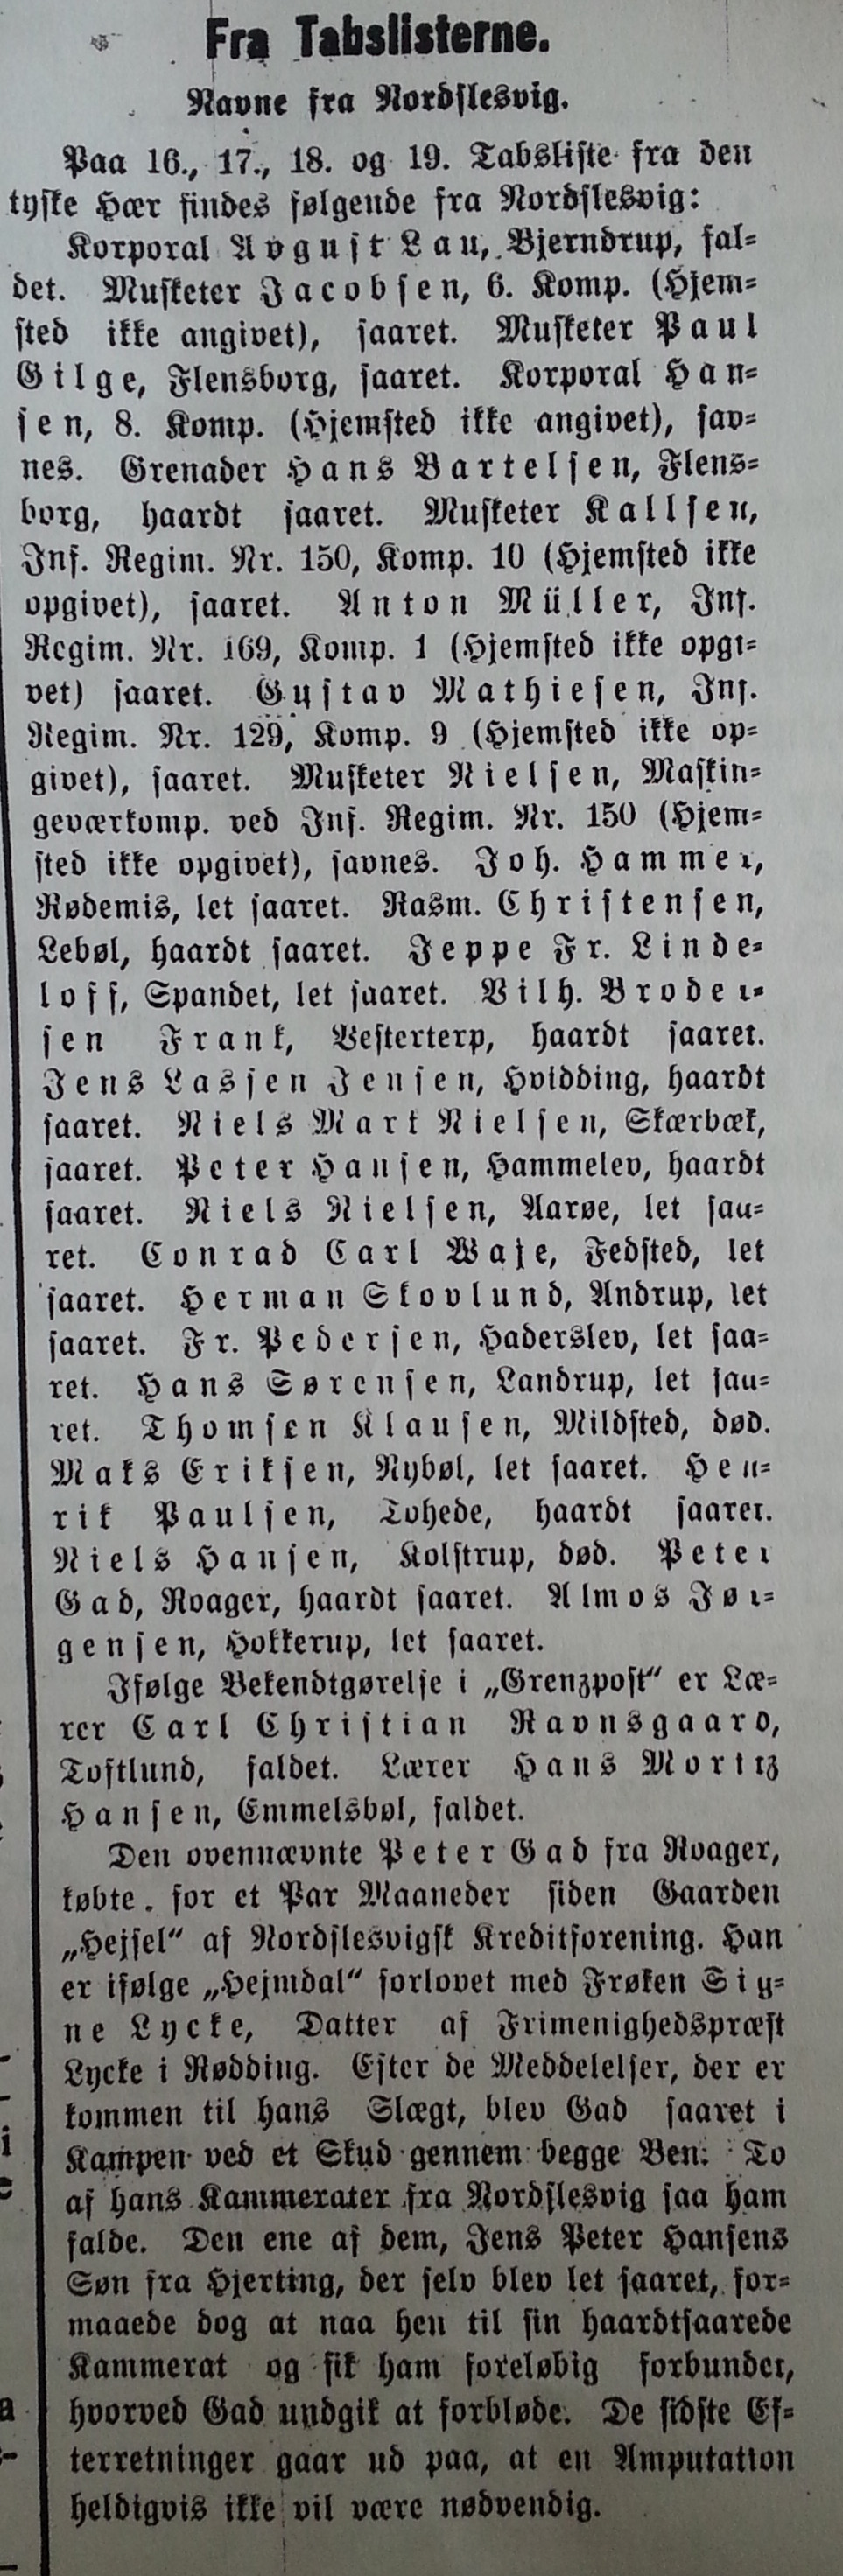 Fra Tabslisterne.
Navne fra Nordslesvig.
Paa 16., 17., 18. og 19. Tabsliste fra den
tyske Hær findes følgende fra Nordslesvig:
Korporal Avgust Lau, Bjerndrup, fal-
det. Musketer Jacobsen, 6. Komp. (Hjem-
sted ikke angivet), saaret. Musketer Paul
Gilge, Flensborg, saaret. Korporal Han-
sen, 8. Komp. (Hjemsted ikke angivet), sav-
nes. Grenader Hans Bartelsen, Flens-
borg, haardt saaret. Musketer Kallsen,
Inf. Regim. Nr. 150, Komp. 10 (Hjemsted ikke
opgivet), saaret. Anton Müller, Inf.
Regim. Nr. 169, Komp. 1 (Hjemsted ikke opgi-
vet) saaret. Gustav Mathiesen, Inf.
Regim. Nr. 129, Komp. 9 (Hjemsted ikke op-
givet), saaret. Musketer Nielsen, Maskin-
geværkomp. ved Inf. Regim. Nr. 150 (Hjem-
sted ikke opgivet), savnes. Joh. Hammer,
Rødemis, let saaret. Rasm. Christensen,
Lebøl, haardt saaret. Jeppe Fr. Linde-
loff, Spandet, let saaret. Vilh. Broder-
sen Frank, Vesterterp, haardt saaret.
Jens Lassen Jensen, Hvidding, haardt
saaret. Niels Mart Nielsen, Skærbæk,
saaret. Peter Hansen, Hammelev, haardt
saaret. Niels Nielsen, Aarøe, let saa-
ret. Conrad Carl Waje, Fedsted, let
saaret. Herman Skovlund, Andrup, let
saaret. Fr. Pedersen, Haderslev, let saa-
ret. Hans Sørensen, Landrup, let saa-
ret. Thomsen Klausen, Mildsted, død.
Maks Eriksen, Nybøl, let saaret. Hen-
rik Paulsen, Tohede, haardt saaret.
Niels Hansen, Kolstrup, død. Peter
Gad, Roager, haardt saaret. Almos Jør-
gensen, Hokkerup, let saaret.
Ifølge Bekendtgørelse i „Grenzpost“ er Læ-
rer Carl Christian Ravnsgaard,
Toftlund, faldet. Lærer Hans Moritz
Hansen, Emmelsbøl, faldet.
Den ovennævnte Peter Gad fra Roager,
købte for et Par Maaneder siden Gaarden
„Hejsel“ af Nordslesvigsk Kreditforening. Han
er ifølge „Hejmdal“ forlovet med Frøken Sig-
ne Lycke, Datter af Frimenighedspræst
Lycke i Rødding. Efter de Meddelelser, der er
kommen til hans Slægt, blev Gad saaret i
Kampen ved et Skud gennem begge Ben. To
af hans Kammerater fra Nordslesvig saa ham
falde. Den ene af dem, Jens Peter Hansens
Søn fra Hjerting, der selv blev let saaret, for-
maaede dog at naa hen til sin haardtsaarede
Kammerat og fik ham foreløbig forbundet,
hvorved Gad undgik at forbløde. De sidste Ef-
terretninger gaar ud paa, at en Amputation
heldigvis ikke vil være nødvendig.